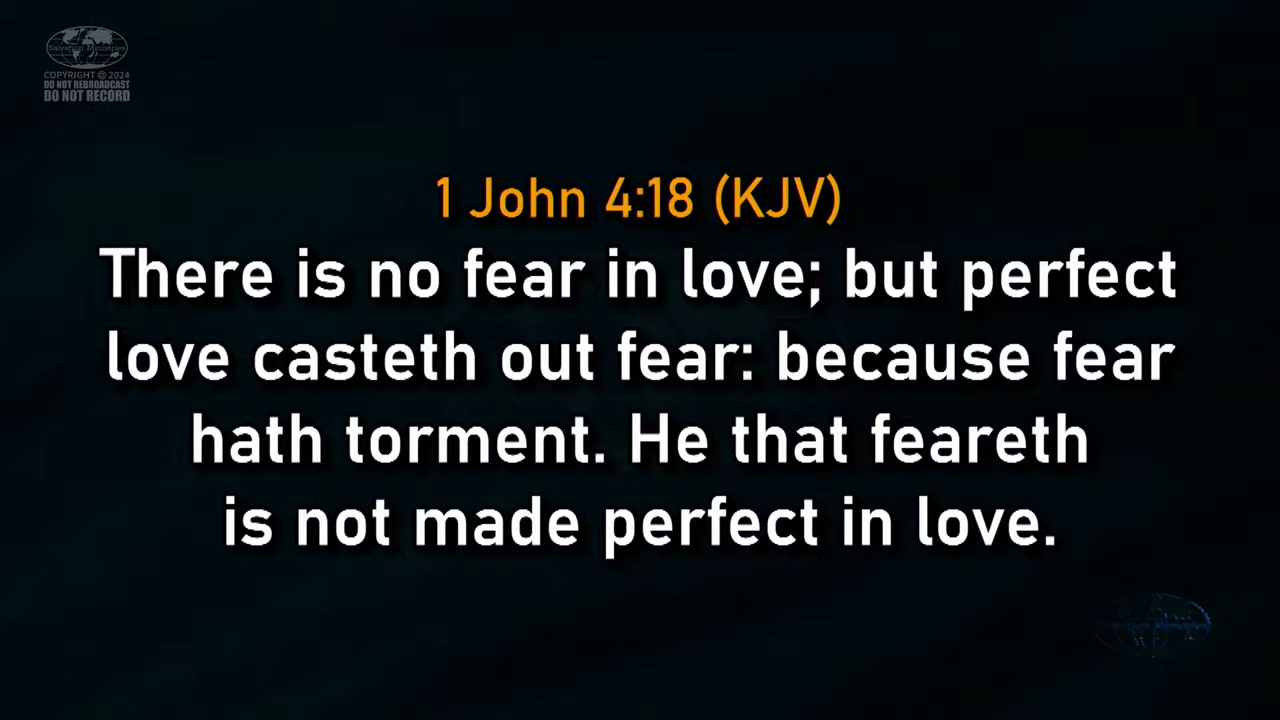 Salvation Ministries
COPYRIGHT © 2024
DO NOT REBROADCAST
DO NOT RECORD
1 John 4:18 (KJV)
There is no fear in love; but perfect
love casteth out fear: because fear
hath torment. He that feareth
is not made perfect in love.